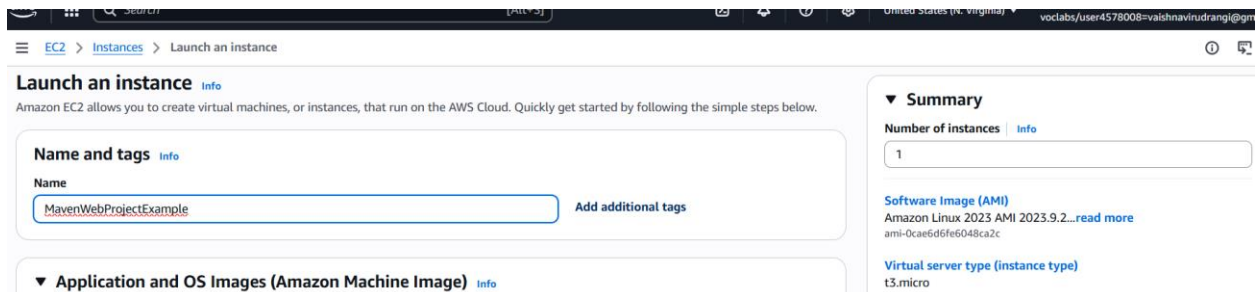 Search
[Alt+S]
United States (N. Virginia)
voclabs/user4578008=vaishnavirudrangi@gm
EC2 > Instances > Launch an instance
Launch an instance Info
Amazon EC2 allows you to create virtual machines, or instances, that run on the AWS Cloud. Quickly get started by following the simple steps below.
Name and tags Info
Name
MavenWebProjectExample
Add additional tags
Application and OS Images (Amazon Machine Image) Info
Summary
Number of instances Info
1
Software Image (AMI)
Amazon Linux 2023 AMI 2023.9.2...read more
ami-0cae6d6fe6048ca2c
Virtual server type (instance type)
t3.micro